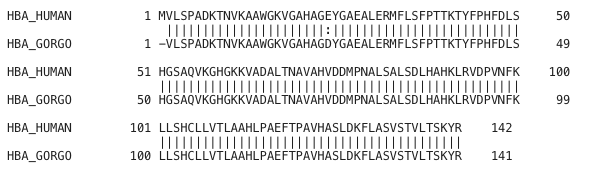 HBA_HUMAN 1 MVLSPADKTNVKAAWGKVGAHAGEYGAEALERMFLSFPTTKTYFPHFDLS 50
|||||||||||||||||||||||:||||||||||||||||||||||||||
HBA_GORGO 1 –VLSPADKTNVKAAWGKVGAHAGDYGAEALERMFLSFPTTKTYFPHFDLS 49
HBA_HUMAN 51 HGSAQVKGHGKKVADALTNAVAHVDDMPNALSALSDLHAHKLRVDPVNFK 100
||||||||||||||||||||||||||||||||||||||||||||||||||
HBA_GORGO 50 HGSAQVKGHGKKVADALTNAVAHVDDMPNALSALSDLHAHKLRVDPVNFK 99
HBA_HUMAN 101 LLSHCLLVTLAAHLPAEFTPAVHASLDKFLASVSTVLTSKYR 142
||||||||||||||||||||||||||||||||||||||||||
HBA_GORGO 100 LLSHCLLVTLAAHLPAEFTPAVHASLDKFLASVSTVLTSKYR 141